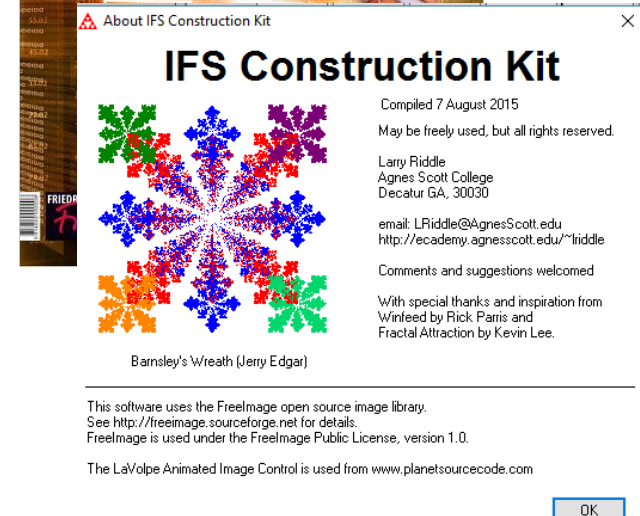 About IFS Construction Kit
IFS Construction Kit
Compiled 7 August 2015
May be freely used, but all rights reserved.
Larry Riddle
Agnes Scott College
Decatur GA, 30030
email: LRiddle@AgnesScott.edu
http://ecademy.agnesscott.edu/~lriddle
Comments and suggestions welcomed
With special thanks and inspiration from
Winfeed by Rick Parris and
Fractal Attraction by Kevin Lee.
Barnsley's Wreath (Jerry Edgar)
This software uses the FreeImage open source image library.
See http://freeimage.sourceforge.net for details.
FreeImage is used under the FreeImage Public License, version 1.0.
The LaVolpe Animated Image Control is used from www.planetsourcecode.com
OK